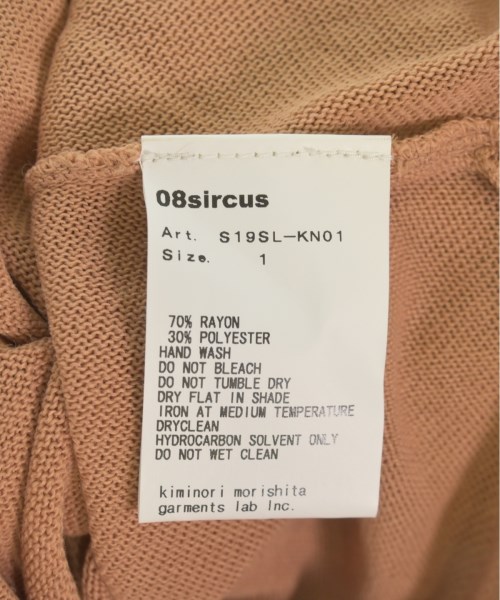 08sircus
Art. S19SL-KN01
Size. 1
70% RAYON
30% POLYESTER
HAND WASH
DO NOT BLEACH
DO NOT TUMBLE DRY
DRY FLAT IN SHADE
IRON AT MEDIUM TEMPERATURE
DRYCLEAN
HYDROCARBON SOLVENT ONLY
DO NOT WET CLEAN
kiminori morishita
garments lab Inc.